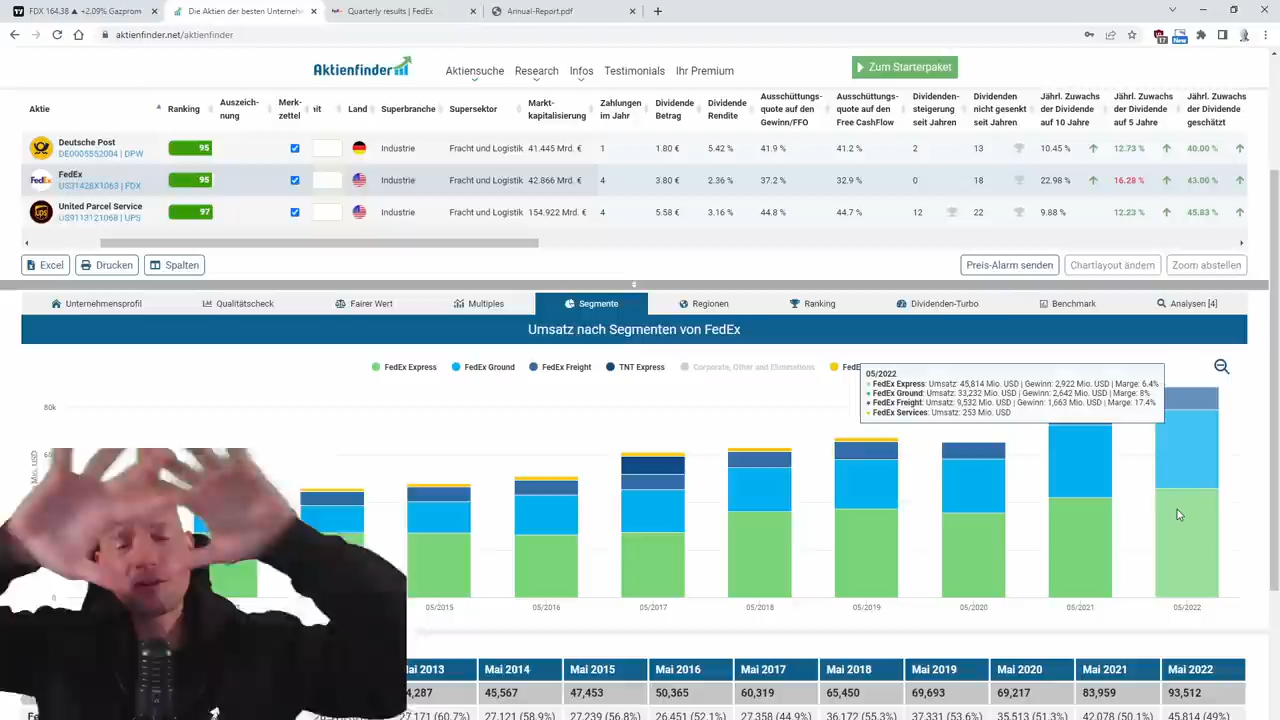 FDX 164.38 ▲ +2.09% Gazprom
Die Aktien der besten Unterneh
Quarterly results | FedEx
Annual-Report.pdf
aktienfinder.net/aktienfinder
Aktienfinder
Aktiensuche
Research
Infos
Testimonials
Ihr Premium
Zum Starterpaket
Aktie
Ranking
Auszeich-
nung
Merk-
zettel
Land
Superbranche
Supersektor
Markt-
kapitalisierung
Zahlungen
im Jahr
Dividende
Betrag
Dividende
Rendite
Ausschüttungs-
quote auf den
Gewinn/FFO
Ausschüttungs-
quote auf den
Free CashFlow
Dividenden-
steigerung
seit Jahren
Dividenden
nicht gesenkt
seit Jahren
Jährl. Zuwachs
der Dividende
auf 10 Jahre
Jährl. Zuwachs
der Dividende
auf 5 Jahre
Jährl. Zuwachs
der Dividende
geschätzt
Deutsche Post
DE0005552004 | DPW
95 Industrie Fracht und Logistik 41.445 Mrd. € 1 1.80 € 5.42 % 41.9 % 41.2 % 2 13 10.45 % 12.73 % 40.00 %
FedEx
US31428X1063 | FDX
95 Industrie Fracht und Logistik 42.866 Mrd. € 4 3.80 € 2.36 % 37.2 % 32.9 % 0 18 22.98 % 16.28 % 43.00 %
United Parcel Service
US9113121068 | UPS
97 Industrie Fracht und Logistik 154.922 Mrd. € 4 5.58 € 3.16 % 44.8 % 44.7 % 12 22 9.88 % 12.23 % 45.83 %
Excel
Drucken
Spalten
Preis-Alarm senden
Chartlayout ändern
Zoom abstellen
Unternehmensprofil
Qualitätscheck
Fairer Wert
Multiples
Segmente
Regionen
Ranking
Dividenden-Turbo
Benchmark
Analysen [4]
Umsatz nach Segmenten von FedEx
FedEx Express
FedEx Ground
FedEx Freight
TNT Express
Corporate, Other and Eliminations
05/2022
FedEx Express: Umsatz: 45,814 Mio. USD | Gewinn: 2,922 Mio. USD | Marge: 6.4%
FedEx Ground: Umsatz: 33,232 Mio. USD | Gewinn: 2,642 Mio. USD | Marge: 8%
FedEx Freight: Umsatz: 9,532 Mio. USD | Gewinn: 1,663 Mio. USD | Marge: 17.4%
FedEx Services: Umsatz: 253 Mio. USD
80k
Mio. USD
05/2015
05/2016
05/2017
05/2018
05/2019
05/2020
05/2021
05/2022
Mai 2013 Mai 2014 Mai 2015 Mai 2016 Mai 2017 Mai 2018 Mai 2019 Mai 2020 Mai 2021 Mai 2022
45,567 47,453 50,365 60,319 69,693 69,217 83,959 93,512
27,171 (60.7%) 27,121 (58.9%) 27,239 (56.8%) 26,451 (52.1%) 27,358 (44.9%) 36,172 (55.3%) 37,331 (53.6%) 35,513 (51.3%) 42,078 (50.1%) 45,814 (49%)